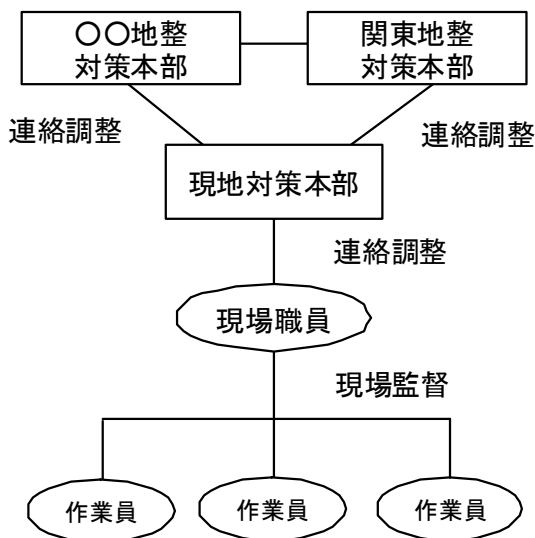 〇〇地整
対策本部
関東地整
対策本部
連絡調整
連絡調整
現地対策本部
連絡調整
現場職員
現場監督
作業員
作業員
作業員